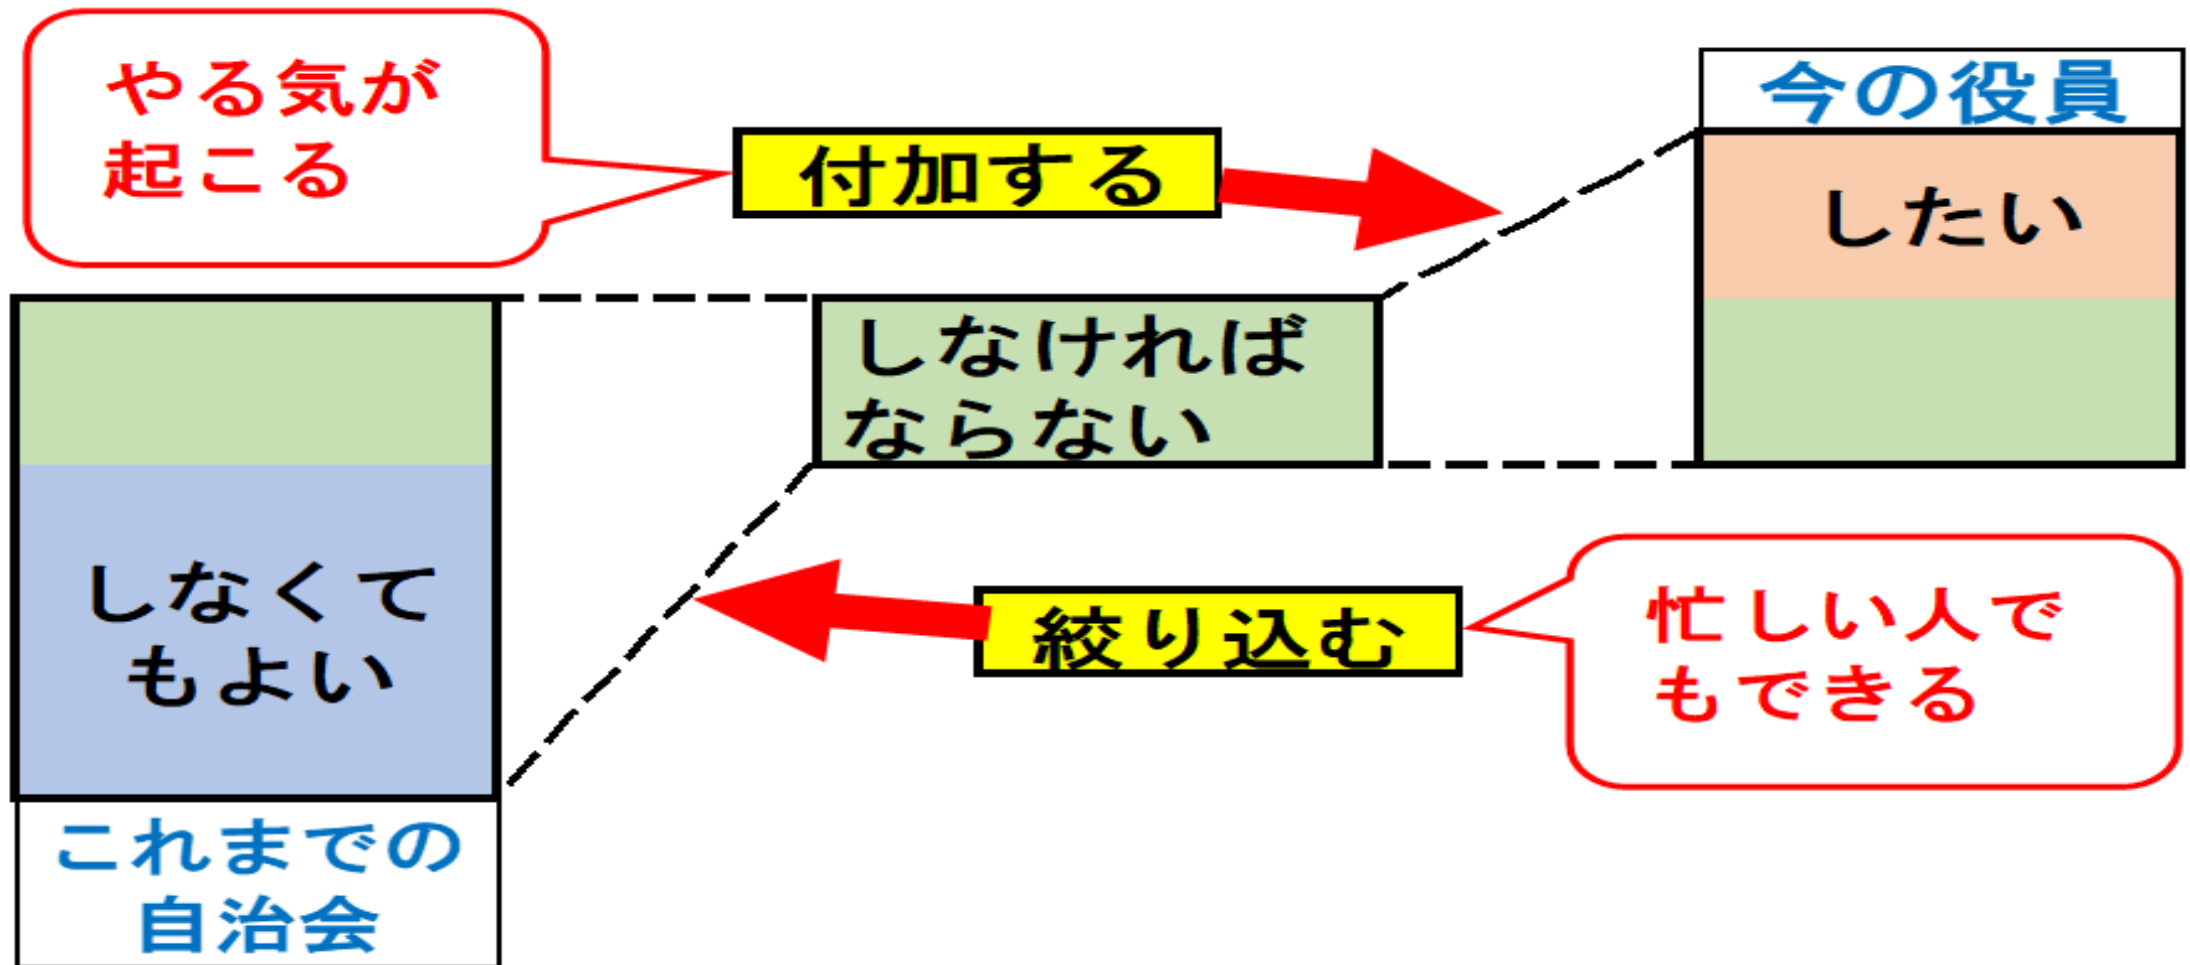 やる気が
起こる
付加する
今の役員
したい
しなければ
ならない
しなくて
もよい
絞り込む
忙しい人で
もできる
これまでの
自治会